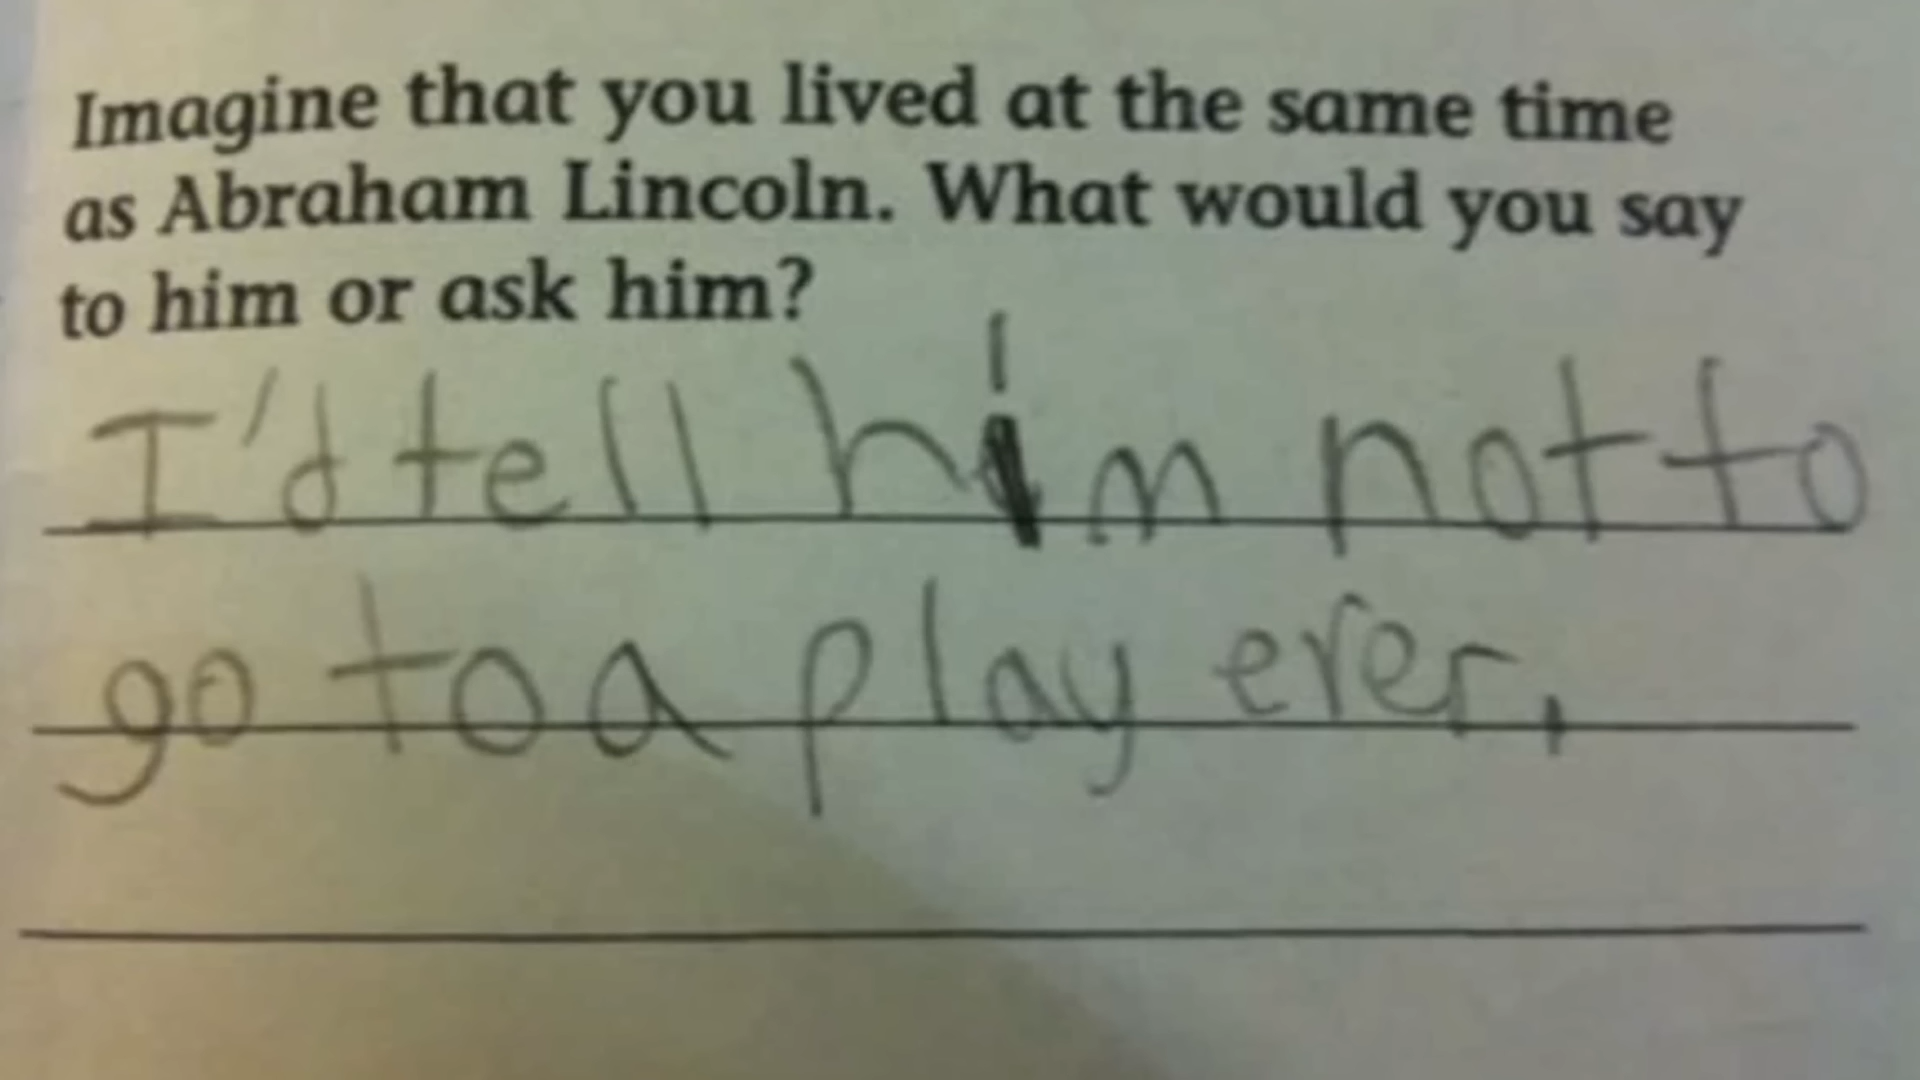 Imagine that you lived at the same time
as Abraham Lincoln. What would you say
to him or ask him?
I'd tell him not to
go to a play ever.